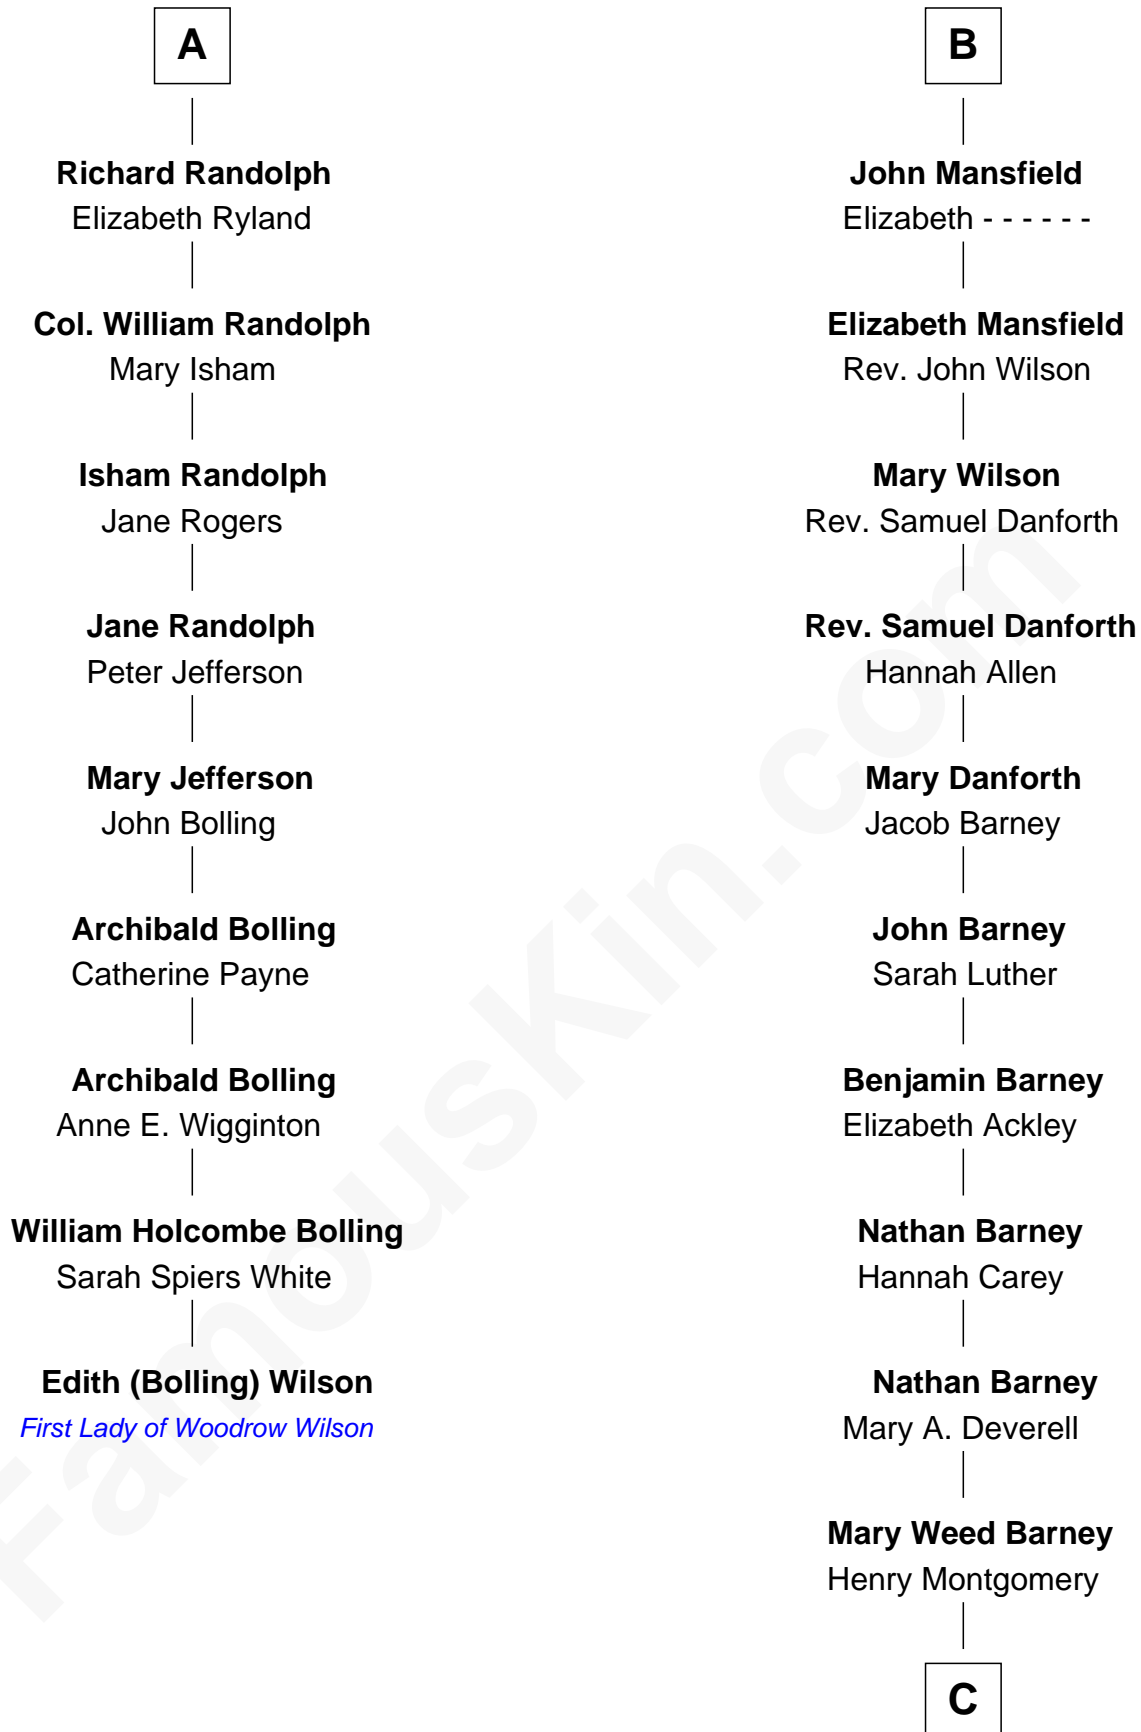 A
Richard Randolph
Elizabeth Ryland
Col. William Randolph
Mary Isham
Isham Randolph
Jane Rogers
Jane Randolph
Peter Jefferson
Mary Jefferson
John Bolling
Archibald Bolling
Catherine Payne
Archibald Bolling
Anne E. Wigginton
William Holcombe Bolling
Sarah Spiers White
Edith (Bolling) Wilson
First Lady of Woodrow Wilson
B
John Mansfield
Elizabeth - - - - - -
Elizabeth Mansfield
Rev. John Wilson
Mary Wilson
Rev. Samuel Danforth
Rev. Samuel Danforth
Hannah Allen
Mary Danforth
Jacob Barney
John Barney
Sarah Luther
Benjamin Barney
Elizabeth Ackley
Nathan Barney
Hannah Carey
Nathan Barney
Mary A. Deverell
Mary Weed Barney
Henry Montgomery
C
FamousKin.com